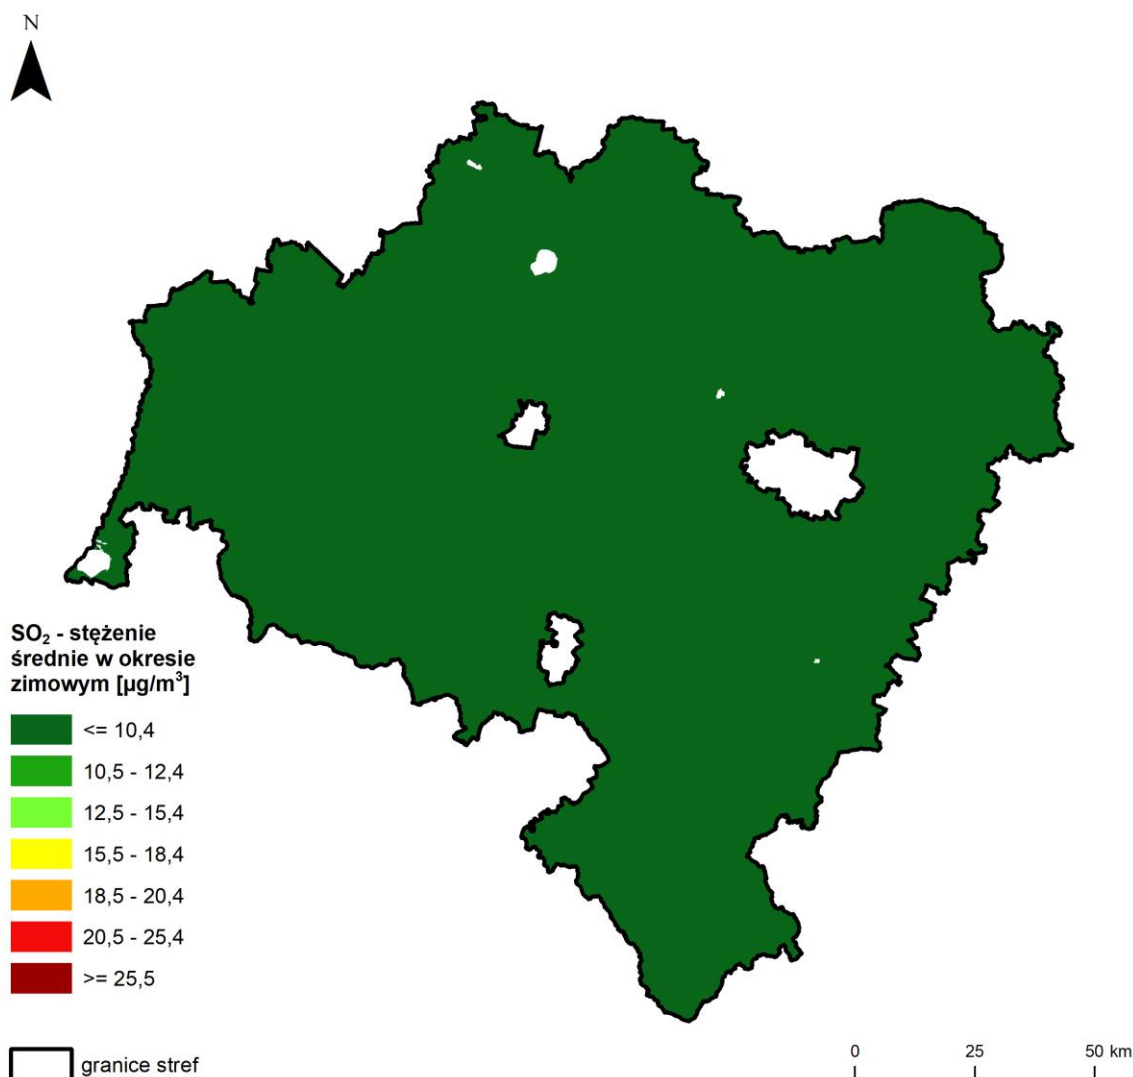 N
SO₂ - stężenie
średnie w okresie
zimowym [µg/m³]
<= 10,4
10,5 - 12,4
12,5 - 15,4
15,5 - 18,4
18,5 - 20,4
20,5 - 25,4
>= 25,5
granice stref
0 25 50 km